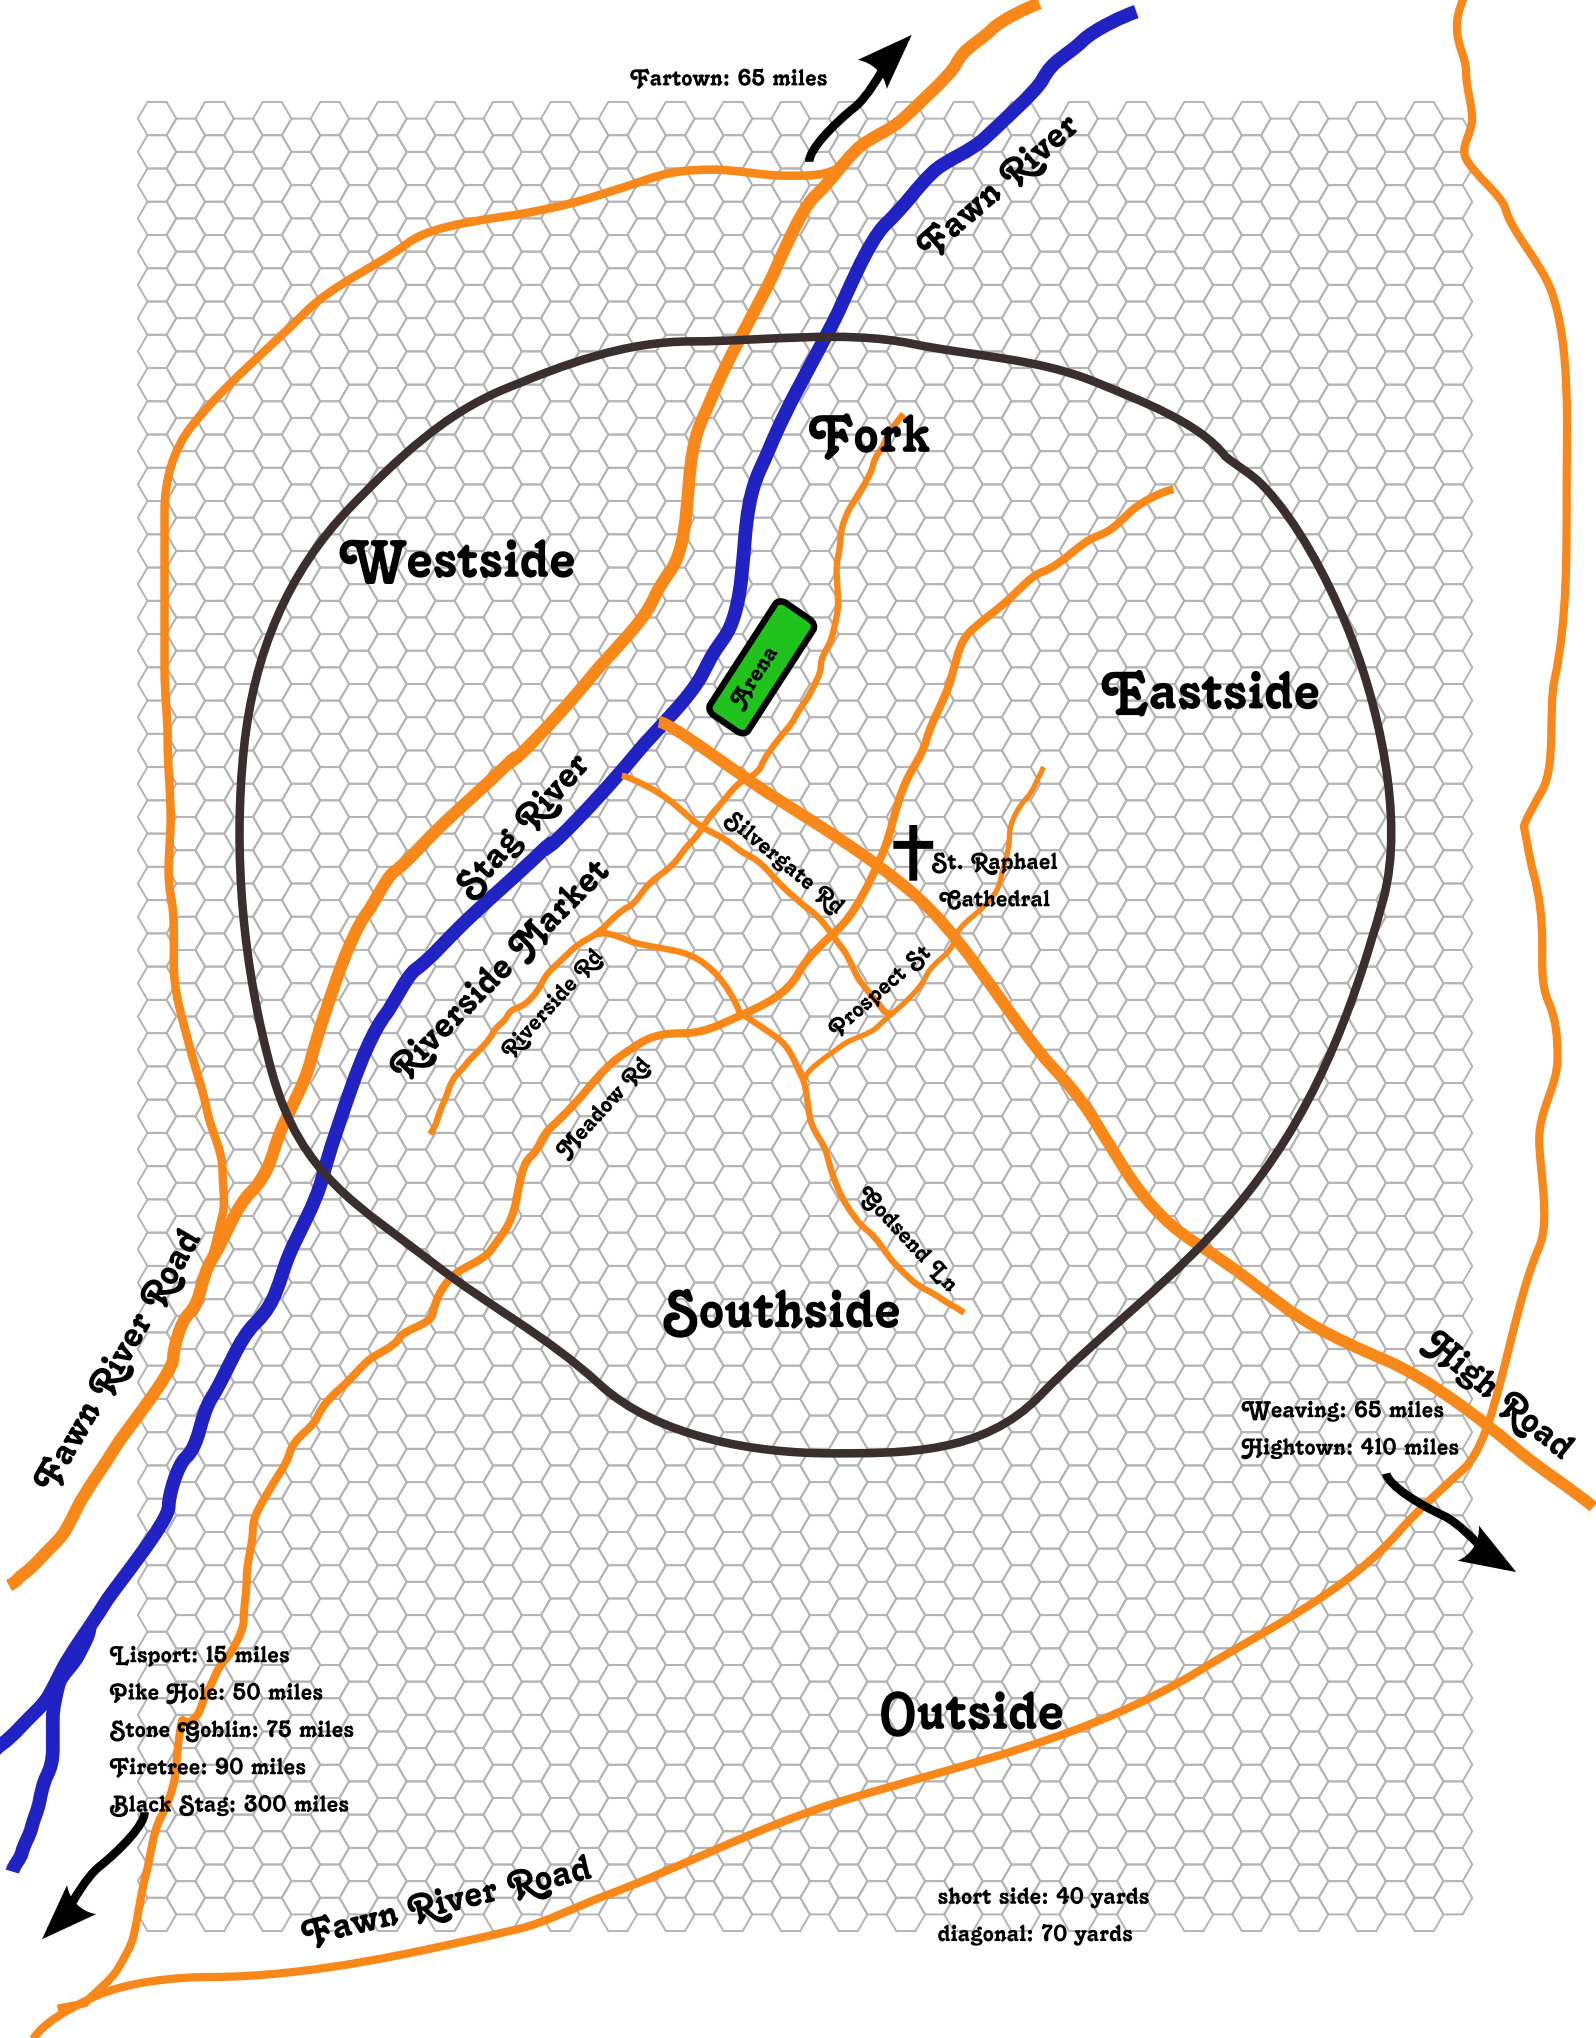 Fartown: 65 miles
Fawn River
Fork
Westside
Arena
Eastside
Stag River
Silvergate Rd
St. Raphael
Cathedral
Riverside Market
Riverside Rd
Prospect St
Meadow Rd
Godsend Ln
Fawn River Road
Southside
High Road
Weaving: 65 miles
Hightown: 410 miles
Lisport: 15 miles
Pike Hole: 50 miles
Stone Goblin: 75 miles
Firetree: 90 miles
Black Stag: 300 miles
Outside
Fawn River Road
short side: 40 yards
diagonal: 70 yards